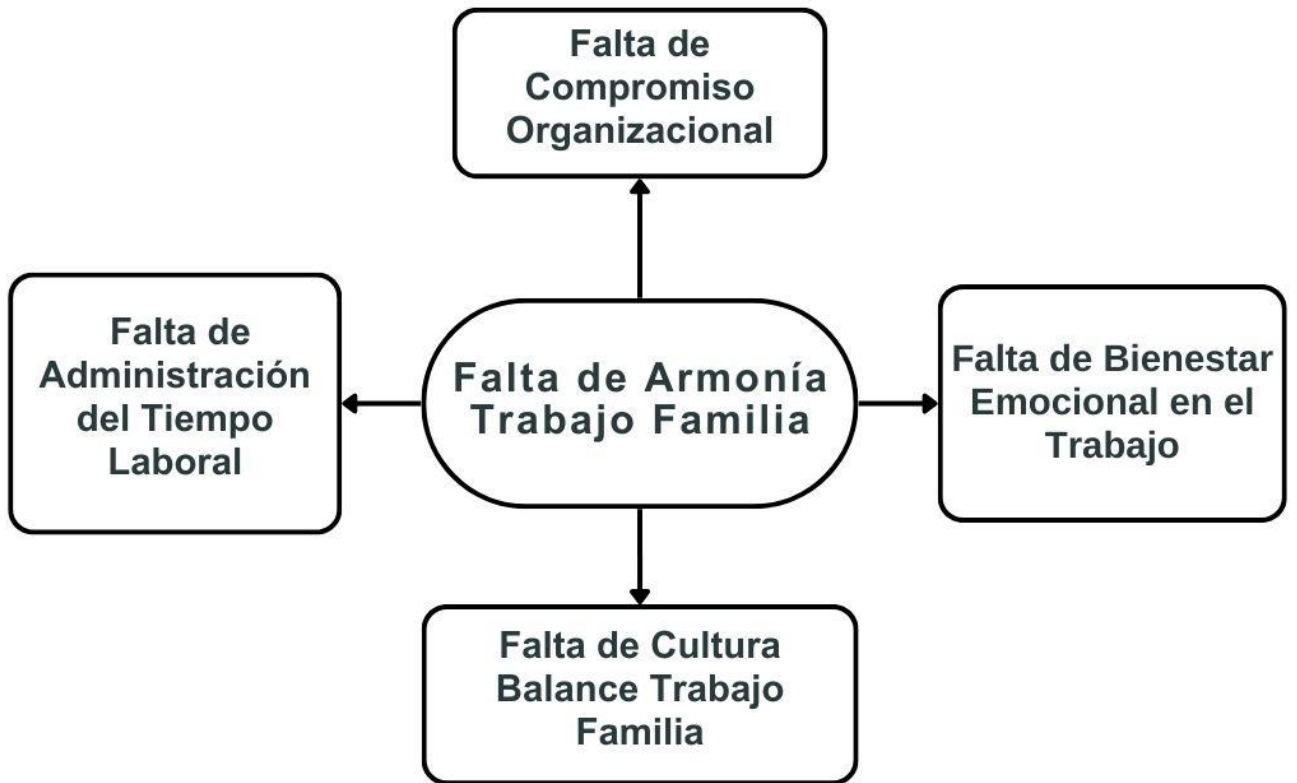 Falta de
Compromiso
Organizacional
Falta de
Administración
del Tiempo
Laboral
Falta de Armonía
Trabajo Familia
Falta de Bienestar
Emocional en el
Trabajo
Falta de Cultura
Balance Trabajo
Familia